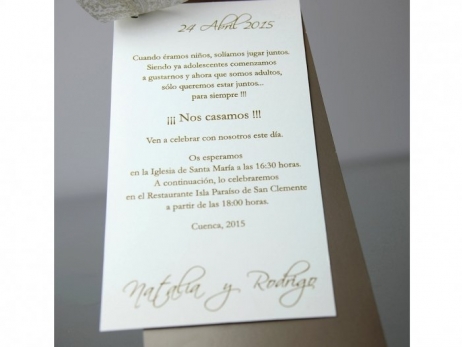 24 Abril 2015
Cuando éramos niños, solíamos jugar juntos.
Siendo ya adolescentes comenzamos
a gustarnos y ahora que somos adultos,
sólo queremos estar juntos...
para siempre !!!
¡¡¡ Nos casamos !!!
Ven a celebrar con nosotros este día.
Os esperamos
en la Iglesia de Santa María a las 16:30 horas.
A continuación, lo celebraremos
en el Restaurante Isla Paraíso de San Clemente
a partir de las 18:00 horas.
Cuenca, 2015
Natalia y Rodrigo